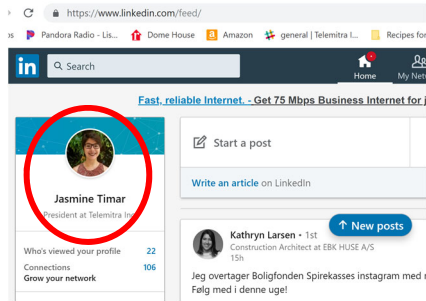 https://www.linkedin.com/feed/
os Pandora Radio - Lis... Dome House Amazon general | Telemitra I... Recipes for
in Search Home My Net
Fast, reliable Internet. - Get 75 Mbps Business Internet for j
Start a post
Write an article on LinkedIn
Jasmine Timar
President at Telemitra Inc
Who's viewed your profile 22
Connections 106
Grow your network
New posts
Kathryn Larsen • 1st
Construction Architect at EBK HUSE A/S
15h
Jeg overtager Boligfonden Spirekasses instagram med
Følg med i denne uge!